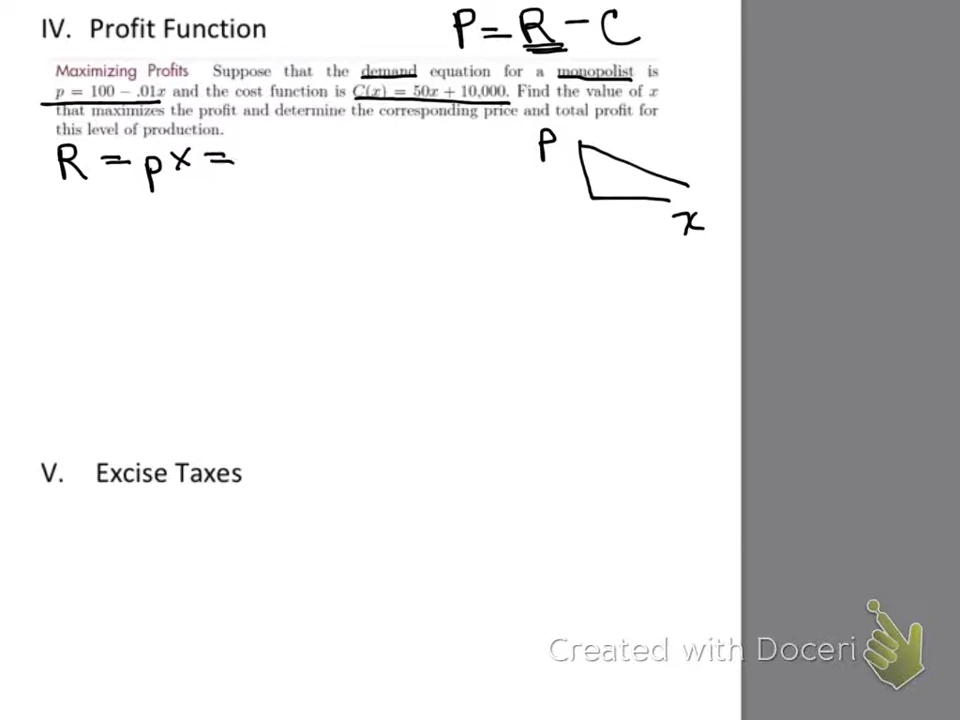 IV. Profit Function
P = R - C
Maximizing Profits Suppose that the demand equation for a monopolist is
p = 100 - .01x and the cost function is C(x) = 50x + 10,000. Find the value of x
that maximizes the profit and determine the corresponding price and total profit for
this level of production.
R = px =
P
x
V. Excise Taxes
Created with Doceri